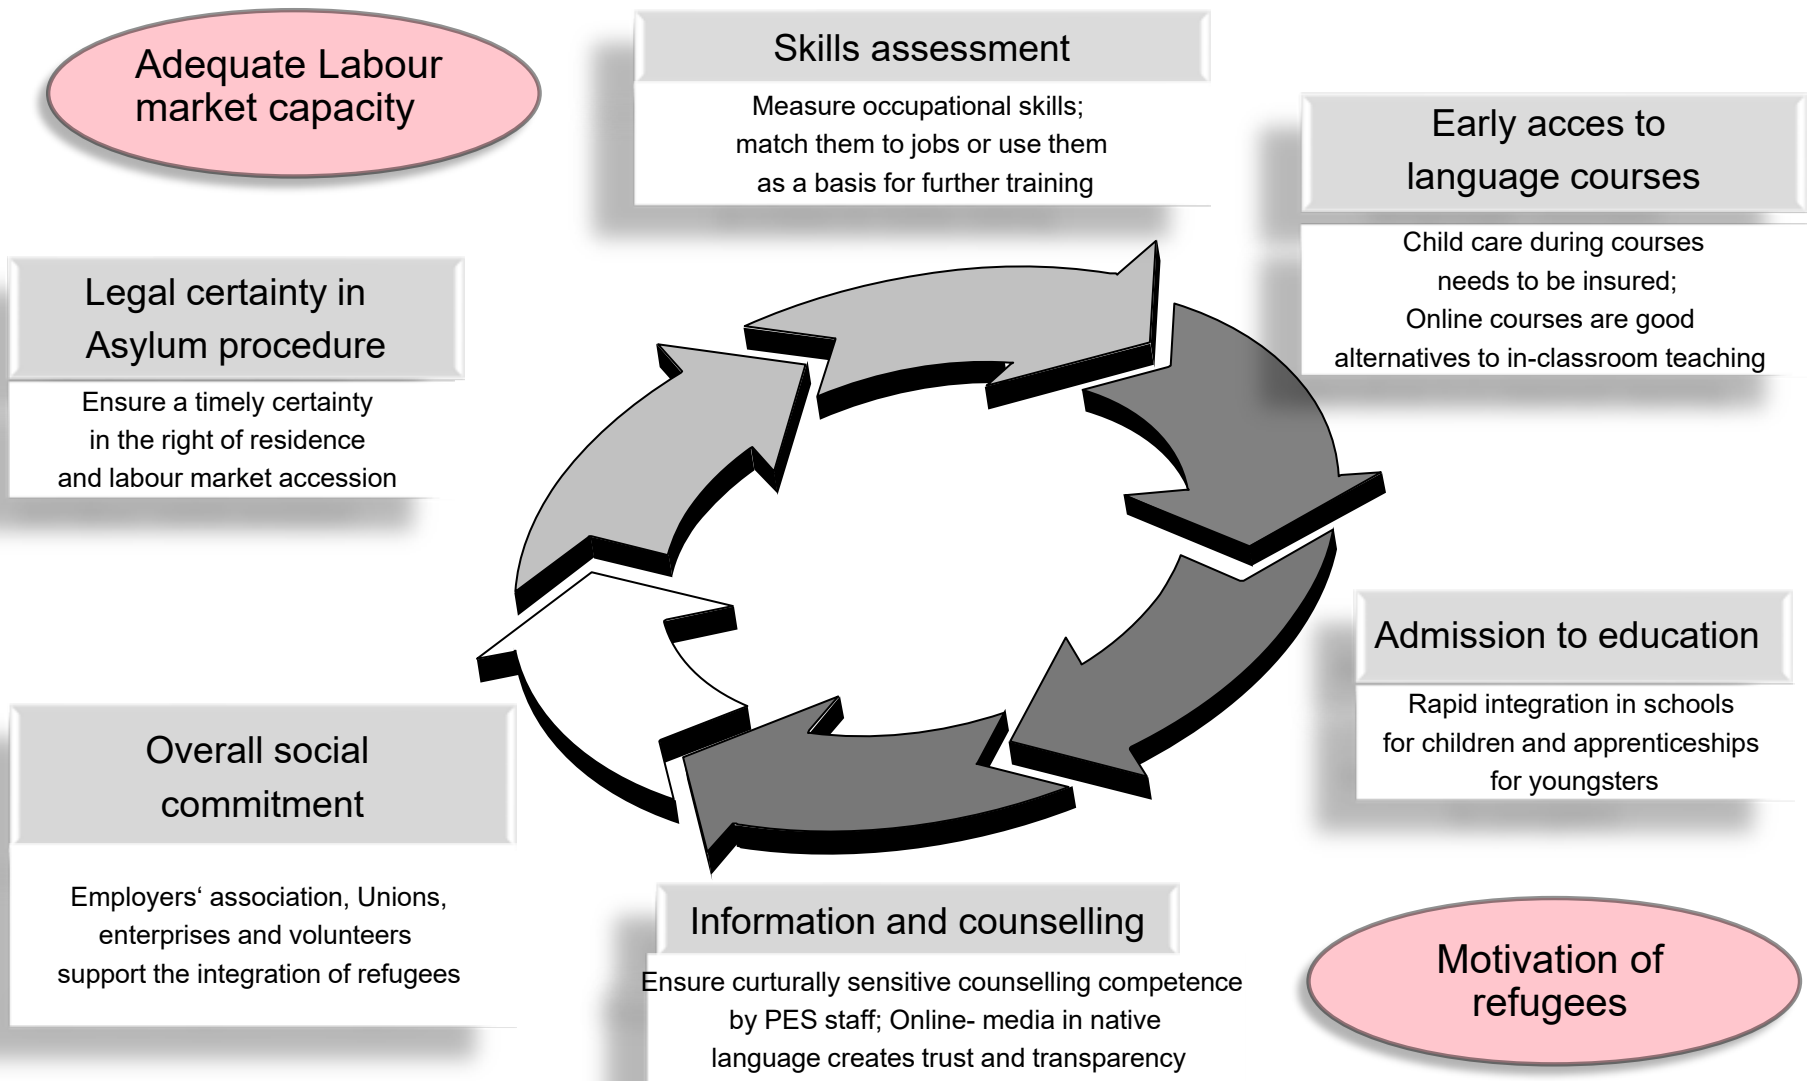 Adequate Labour
market capacity
Skills assessment
Measure occupational skills;
match them to jobs or use them
as a basis for further training
Early acces to
language courses
Child care during courses
needs to be insured;
Online courses are good
alternatives to in-classroom teaching
Legal certainty in
Asylum procedure
Ensure a timely certainty
in the right of residence
and labour market accession
Admission to education
Rapid integration in schools
for children and apprenticeships
for youngsters
Overall social
commitment
Employers‘ association, Unions,
enterprises and volunteers
support the integration of refugees
Information and counselling
Ensure curturally sensitive counselling competence
by PES staff; Online- media in native
language creates trust and transparency
Motivation of
refugees